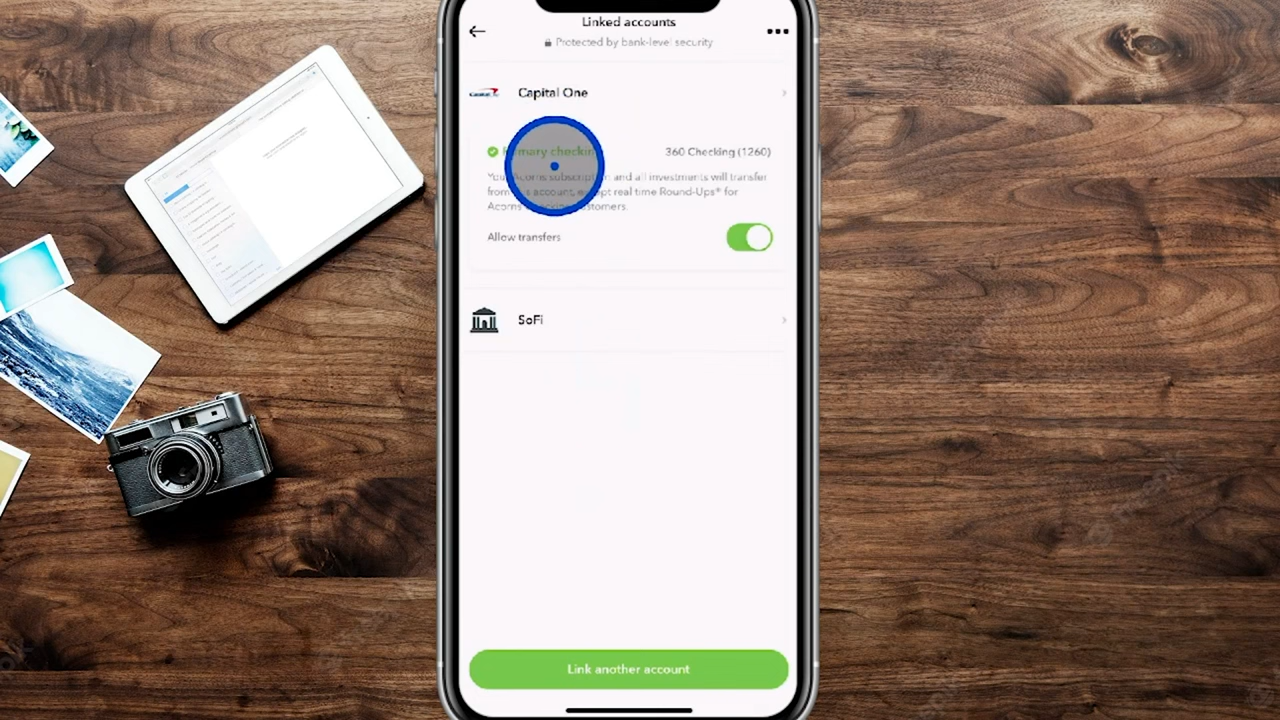 Linked accounts
Protected by bank-level security
Capital One
Primary checking
360 Checking (1260)
Your Acorns subscription and all investments will transfer
from this account, except real time Round-Ups® for
Acorns Checking customers.
Allow transfers
SoFi
Link another account